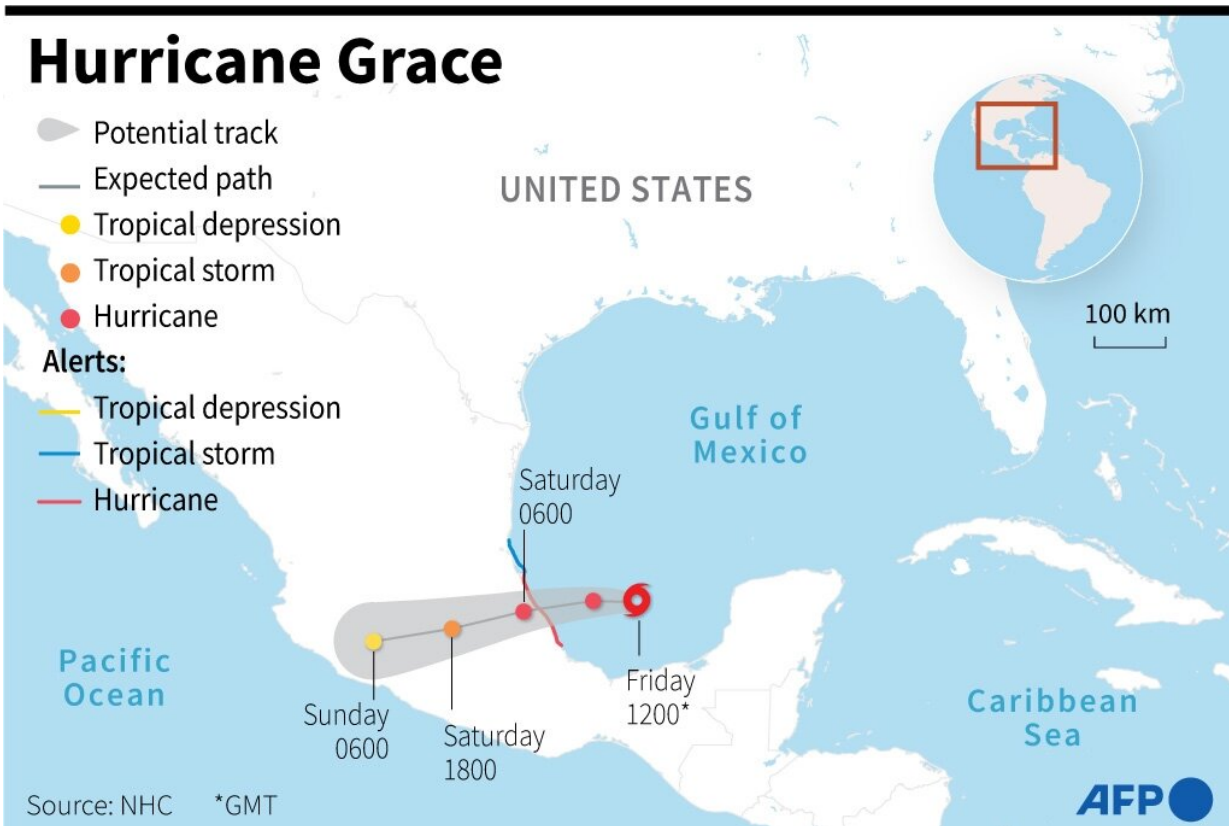 Hurricane Grace
Potential track
Expected path
Tropical depression
Tropical storm
Hurricane
Alerts:
Tropical depression
Tropical storm
Hurricane
UNITED STATES
100 km
Gulf of
Mexico
Saturday
0600
Pacific
Ocean
Sunday
0600
Saturday
1800
Friday
1200*
Caribbean
Sea
Source: NHC *GMT
AFP